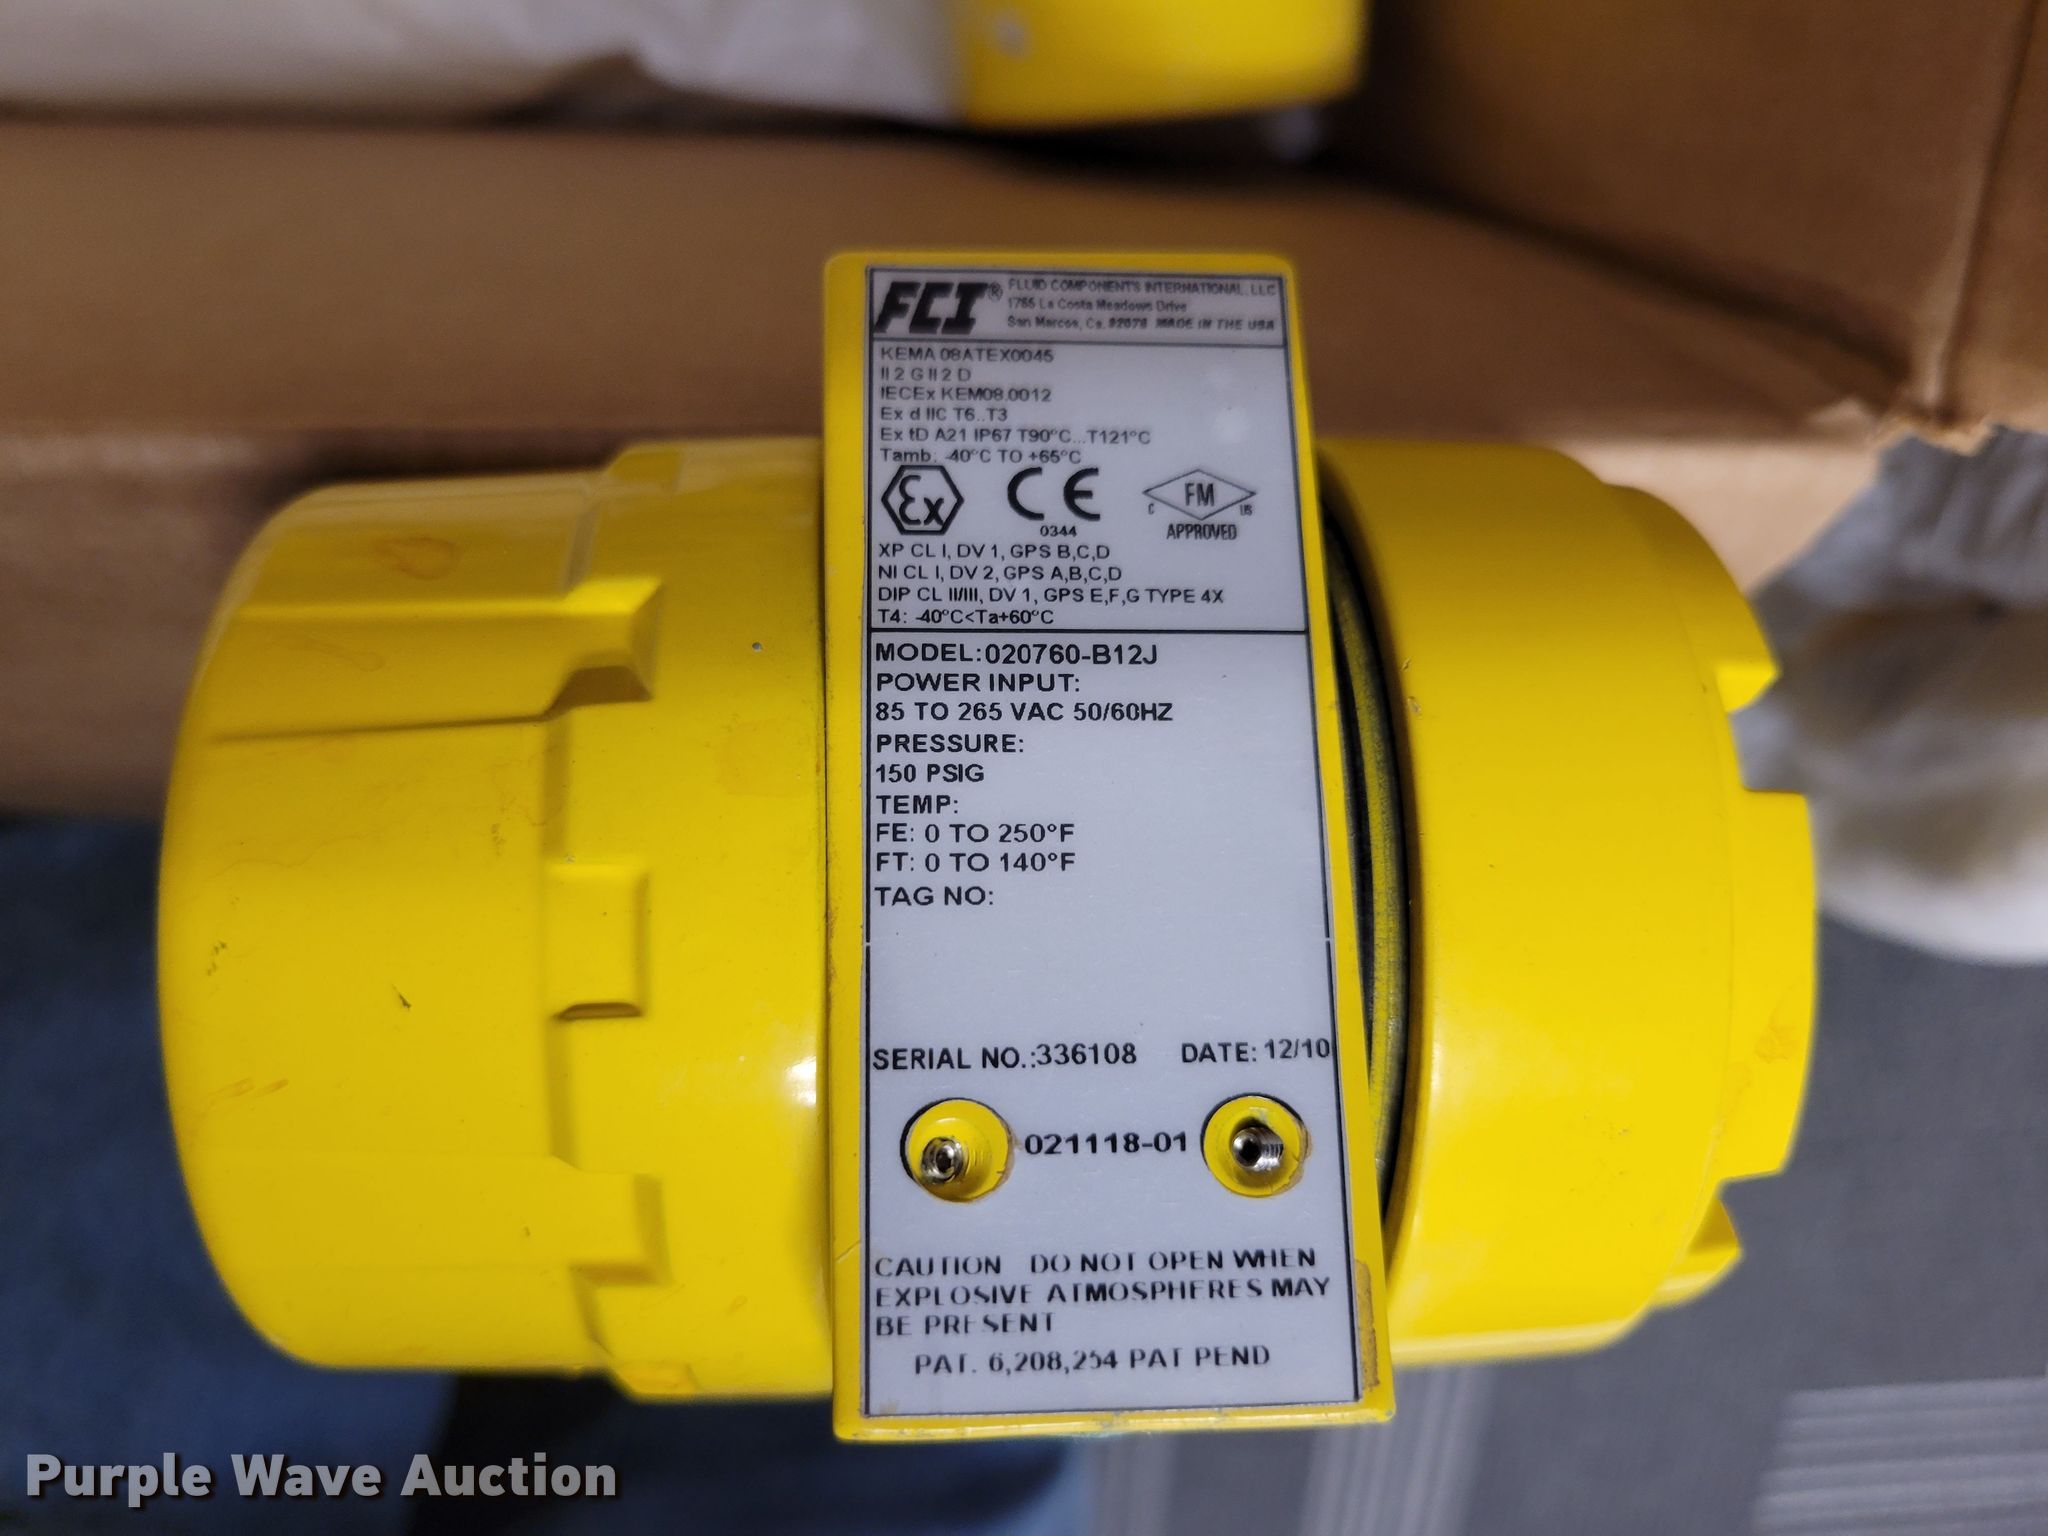 FCI® FLUID COMPONENTS INTERNATIONAL, LLC
1755 La Costa Meadows Drive
San Marcos, Ca. 92078 MADE IN THE USA
KEMA 08ATEX0045
II 2 G II 2 D
IECEx KEM08.0012
Ex d IIC T6..T3
Ex tD A21 IP67 T90°C...T121°C
Tamb: -40°C TO +65°C
Ex CE 0344 C FM US APPROVED
XP CL I, DV 1, GPS B,C,D
NI CL I, DV 2, GPS A,B,C,D
DIP CL II/III, DV 1, GPS E,F,G TYPE 4X
T4: -40°C<Ta+60°C
MODEL:020760-B12J
POWER INPUT:
85 TO 265 VAC 50/60HZ
PRESSURE:
150 PSIG
TEMP:
FE: 0 TO 250°F
FT: 0 TO 140°F
TAG NO:
SERIAL NO.:336108 DATE: 12/10
021118-01
CAUTION DO NOT OPEN WHEN
EXPLOSIVE ATMOSPHERES MAY
BE PRESENT
PAT. 6,208,254 PAT PEND
Purple Wave Auction